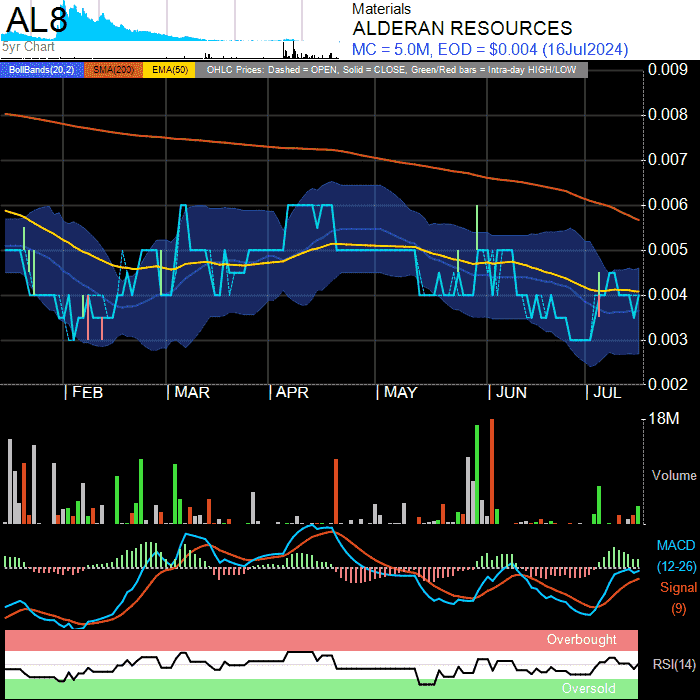 AL8
5yr Chart
Materials
ALDERAN RESOURCES
MC = 5.0M, EOD = $0.004 (16Jul2024)
BollBands(20,2) SMA(200) EMA(50) OHLC Prices: Dashed = OPEN, Solid = CLOSE, Green/Red bars = Intra-day HIGH/LOW
0.009
0.008
0.007
0.006
0.005
0.004
0.003
0.002
| FEB | MAR | APR | MAY | JUN | JUL
18M
Volume
MACD
(12-26)
Signal
(9)
Overbought
RSI(14)
Oversold